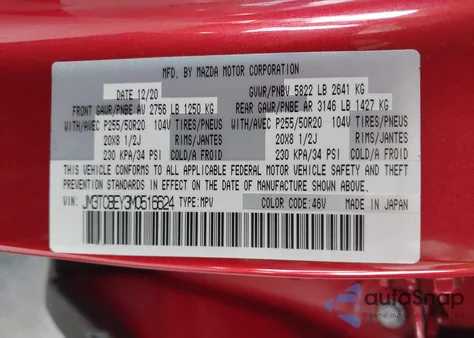 MFD. BY MAZDA MOTOR CORPORATION
DATE 12/20 GVWR/PNBV 5822 LB 2641 KG
FRONT GAWR/PNBE AV 2756 LB 1250 KG REAR GAWR/PNBE AR 3146 LB 1427 KG
WITH/AVEC P255/50R20 104V TIRES/PNEUS WITH/AVEC P255/50R20 104V TIRES/PNEUS
20X8 1/2J RIMS/JANTES 20X8 1/2J RIMS/JANTES
230 KPA/34 PSI COLD/A FROID 230 KPA/34 PSI COLD/A FROID
THIS VEHICLE CONFORMS TO ALL APPLICABLE FEDERAL MOTOR VEHICLE SAFETY AND THEFT
PREVENTION STANDARDS IN EFFECT ON THE DATE OF MANUFACTURE SHOWN ABOVE.
VIN: JM3TCBEY3M0516624 TYPE:MPV COLOR CODE:46V MADE IN JAPAN
autoSnap